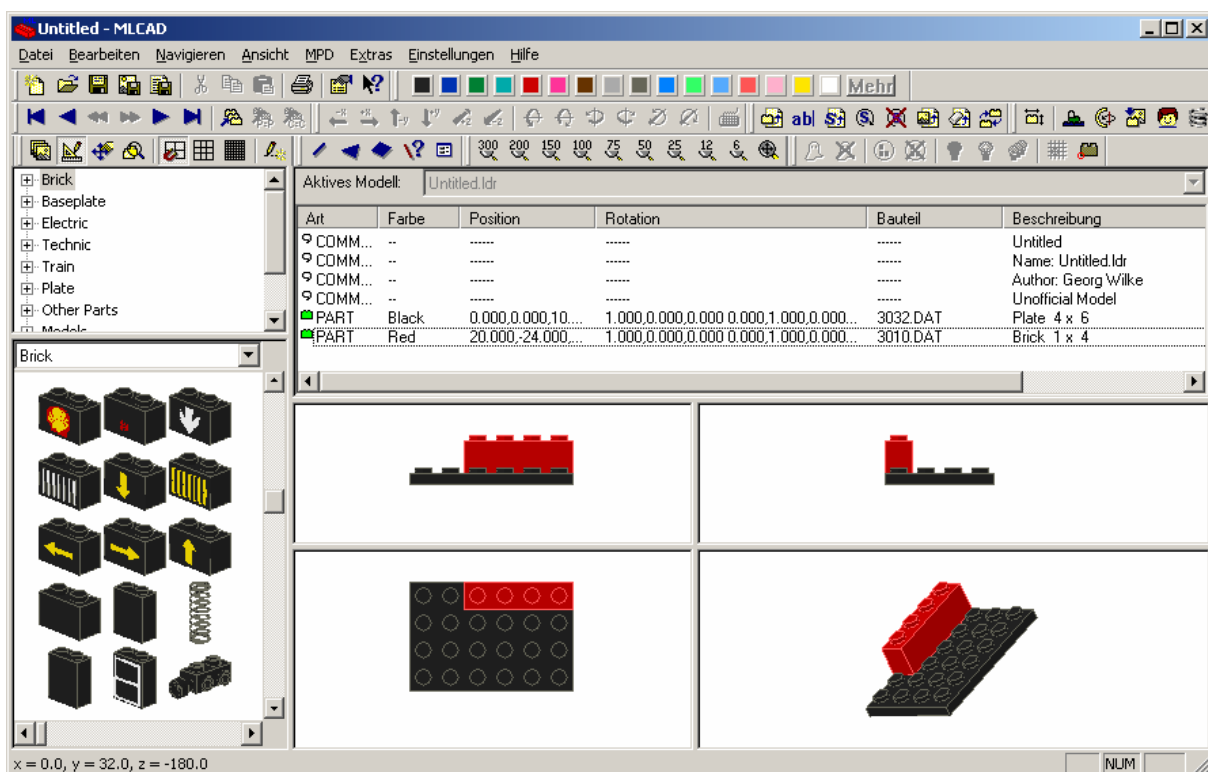 Untitled - MLCAD
Datei Bearbeiten Navigieren Ansicht MPD Extras Einstellungen Hilfe
Mehr
abl
300 200 150 100 75 50 25 12 6
Brick
Baseplate
Electric
Technic
Train
Plate
Other Parts
Models
Aktives Modell: Untitled.ldr
Art Farbe Position Rotation Bauteil Beschreibung
COMM... -- ------ ------ ------ Untitled
COMM... -- ------ ------ ------ Name: Untitled.ldr
COMM... -- ------ ------ ------ Author: Georg Wilke
COMM... -- ------ ------ ------ Unofficial Model
PART Black 0.000,0.000,10.... 1.000,0.000,0.000 0.000,1.000,0.000... 3032.DAT Plate 4 x 6
PART Red 20.000,-24.000,... 1.000,0.000,0.000 0.000,1.000,0.000... 3010.DAT Brick 1 x 4
Brick
x = 0.0, y = 32.0, z = -180.0
NUM